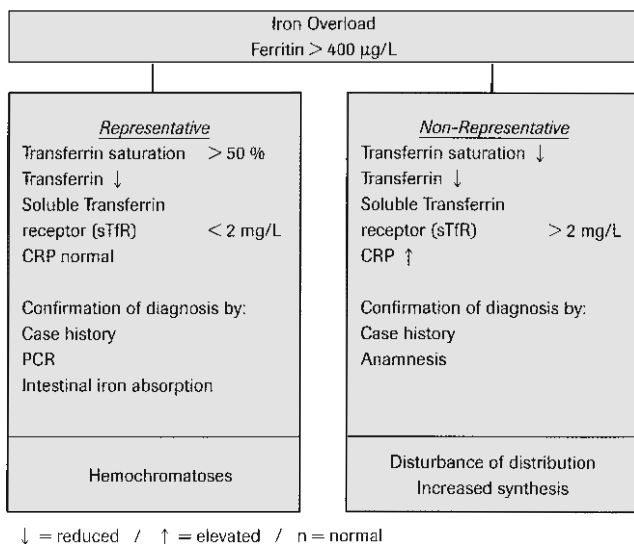 Iron Overload
Ferritin > 400 µg/L
Representative
Transferrin saturation > 50 %
Transferrin ↓
Soluble Transferrin
receptor (sTfR) < 2 mg/L
CRP normal
Confirmation of diagnosis by:
Case history
PCR
Intestinal iron absorption
Hemochromatoses
Non-Representative
Transferrin saturation ↓
Transferrin ↓
Soluble Transferrin
receptor (sTfR) > 2 mg/L
CRP ↑
Confirmation of diagnosis by:
Case history
Anamnesis
Disturbance of distribution
Increased synthesis
↓ = reduced / ↑ = elevated / n = normal